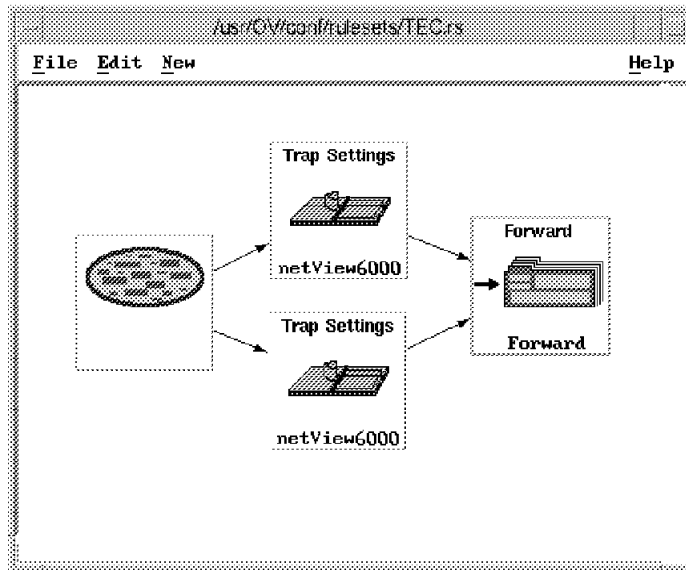 /usr/OV/conf/rulesets/TEC.rs
File Edit New Help
Trap Settings
netView6000
Trap Settings
netView6000
Forward
Forward